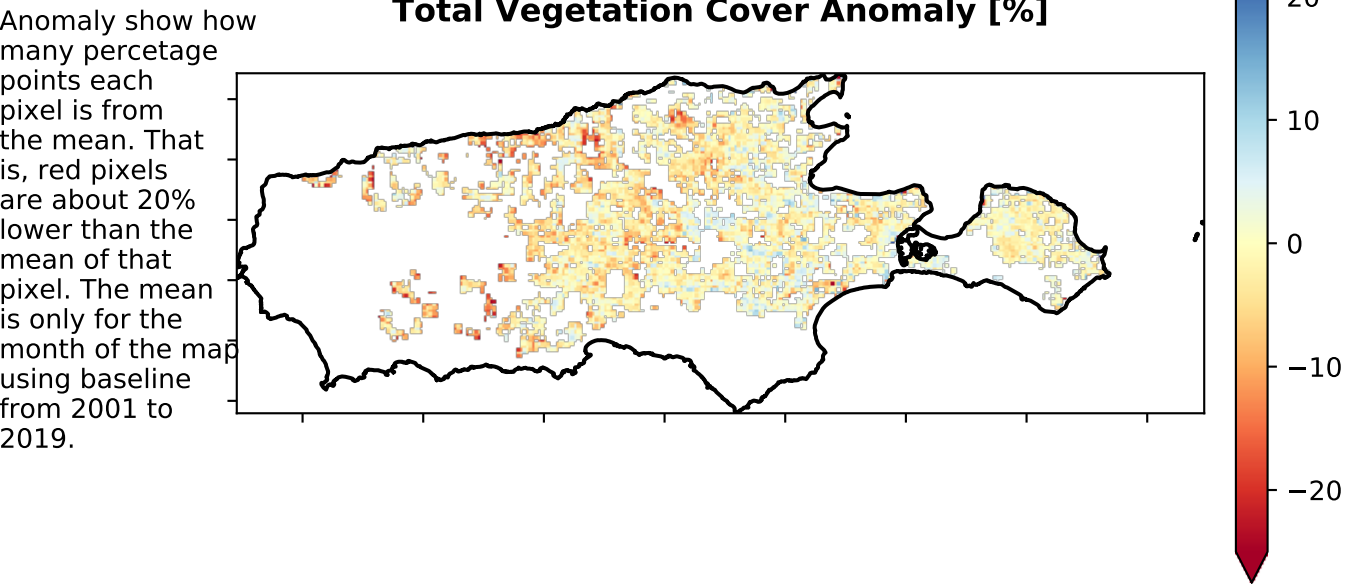 Total Vegetation Cover Anomaly [%]
Anomaly show how
many percetage
points each
pixel is from
the mean. That
is, red pixels
are about 20%
lower than the
mean of that
pixel. The mean
is only for the
month of the map
using baseline
from 2001 to
2019.
20
10
0
−10
−20